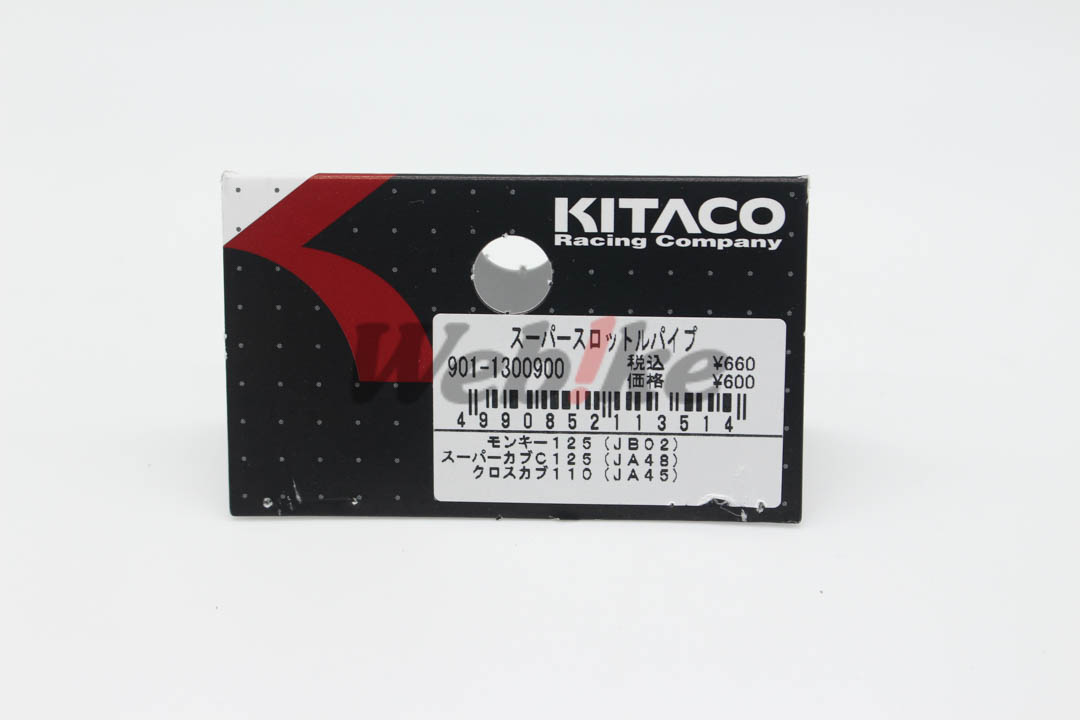 KITACO
Racing Company
スーパースロットルパイプ
901-1300900 税込 ¥660
価格 ¥600
4990852113514
モンキー125(JB02)
スーパーカブC125(JA48)
クロスカブ110(JA45)
Web!ke